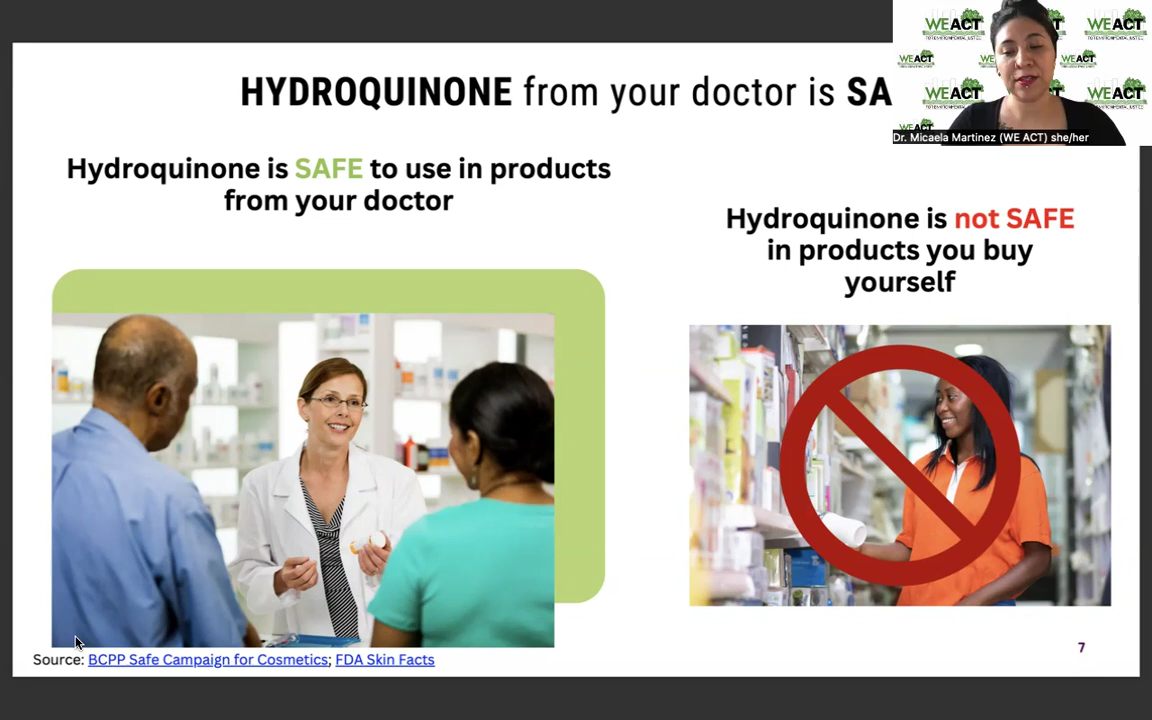 HYDROQUINONE from your doctor is SA
Hydroquinone is SAFE to use in products
from your doctor
Hydroquinone is not SAFE
in products you buy
yourself
Source: BCPP Safe Campaign for Cosmetics; FDA Skin Facts
7
WE ACT
WE ACT
WE ACT
WE ACT
WE ACT
WE ACT
WE ACT
Dr. Micaela Martinez (WE ACT) she/her